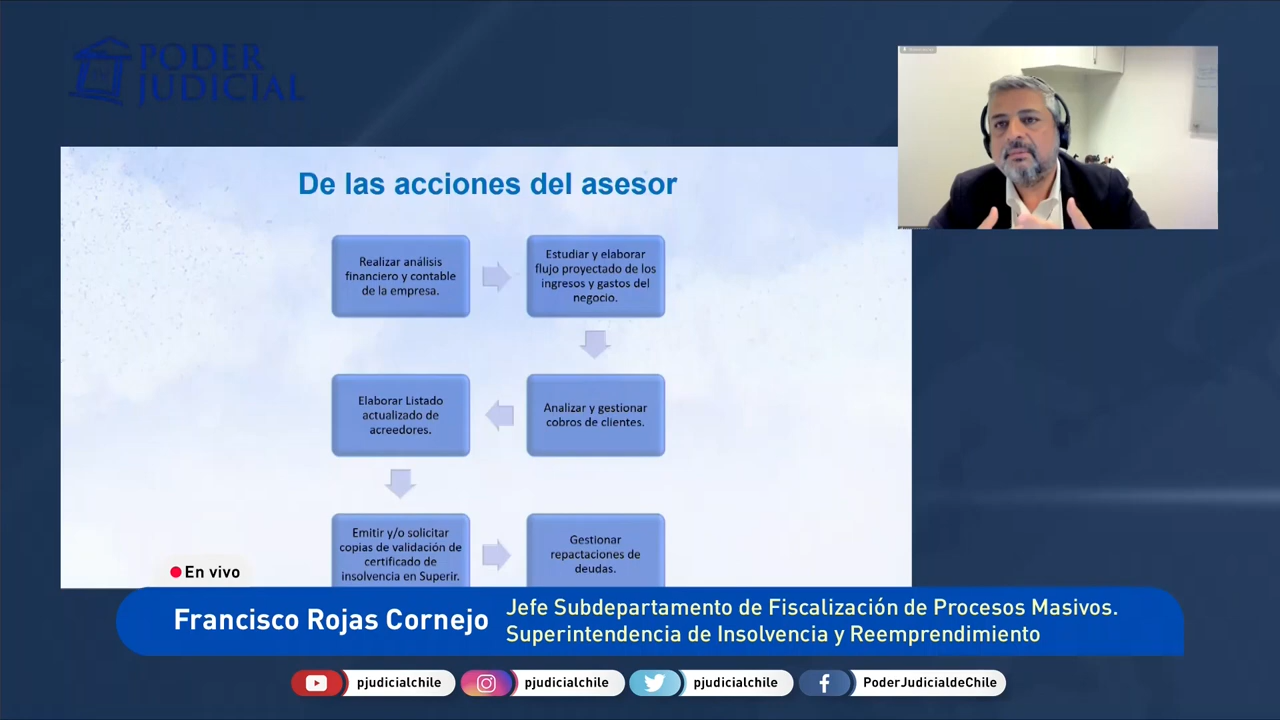 PODER
JUDICIAL
De las acciones del asesor
Realizar análisis
financiero y contable
de la empresa.
Estudiar y elaborar
flujo proyectado de los
ingresos y gastos del
negocio.
Elaborar Listado
actualizado de
acreedores.
Analizar y gestionar
cobros de clientes.
Emitir y/o solicitar
copias de validación de
certificado de
insolvencia en Superir.
Gestionar
repactaciones de
deudas.
En vivo
Francisco Rojas Cornejo
Jefe Subdepartamento de Fiscalización de Procesos Masivos.
Superintendencia de Insolvencia y Reemprendimiento
pjudicialchile
pjudicialchile
pjudicialchile
PoderJudicialdeChile